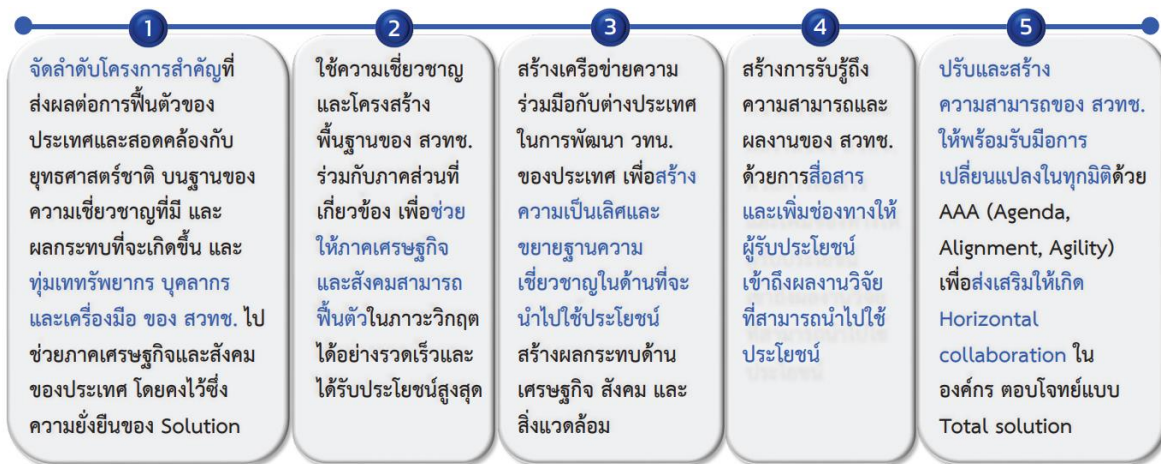 1
จัดลำดับโครงการสำคัญที่
ส่งผลต่อการฟื้นตัวของ
ประเทศและสอดคล้องกับ
ยุทธศาสตร์ชาติ บนฐานของ
ความเชี่ยวชาญที่มี และ
ผลกระทบที่จะเกิดขึ้น และ
ทุ่มเททรัพยากร บุคลากร
และเครื่องมือ ของ สวทช. ไป
ช่วยภาคเศรษฐกิจและสังคม
ของประเทศ โดยคงไว้ซึ่ง
ความยั่งยืนของ Solution
2
ใช้ความเชี่ยวชาญ
และโครงสร้าง
พื้นฐานของ สวทช.
ร่วมกับภาคส่วนที่
เกี่ยวข้อง เพื่อช่วย
ให้ภาคเศรษฐกิจ
และสังคมสามารถ
ฟื้นตัวในภาวะวิกฤต
ได้อย่างรวดเร็วและ
ได้รับประโยชน์สูงสุด
3
สร้างเครือข่ายความ
ร่วมมือกับต่างประเทศ
ในการพัฒนา วทน.
ของประเทศ เพื่อสร้าง
ความเป็นเลิศและ
ขยายฐานความ
เชี่ยวชาญในด้านที่จะ
นำไปใช้ประโยชน์
สร้างผลกระทบด้าน
เศรษฐกิจ สังคม และ
สิ่งแวดล้อม
4
สร้างการรับรู้ถึง
ความสามารถและ
ผลงานของ สวทช.
ด้วยการสื่อสาร
และเพิ่มช่องทางให้
ผู้รับประโยชน์
เข้าถึงผลงานวิจัย
ที่สามารถนำไปใช้
ประโยชน์
5
ปรับและสร้าง
ความสามารถของ สวทช.
ให้พร้อมรับมือการ
เปลี่ยนแปลงในทุกมิติด้วย
AAA (Agenda,
Alignment, Agility)
เพื่อส่งเสริมให้เกิด
Horizontal
collaboration ใน
องค์กร ตอบโจทย์แบบ
Total solution